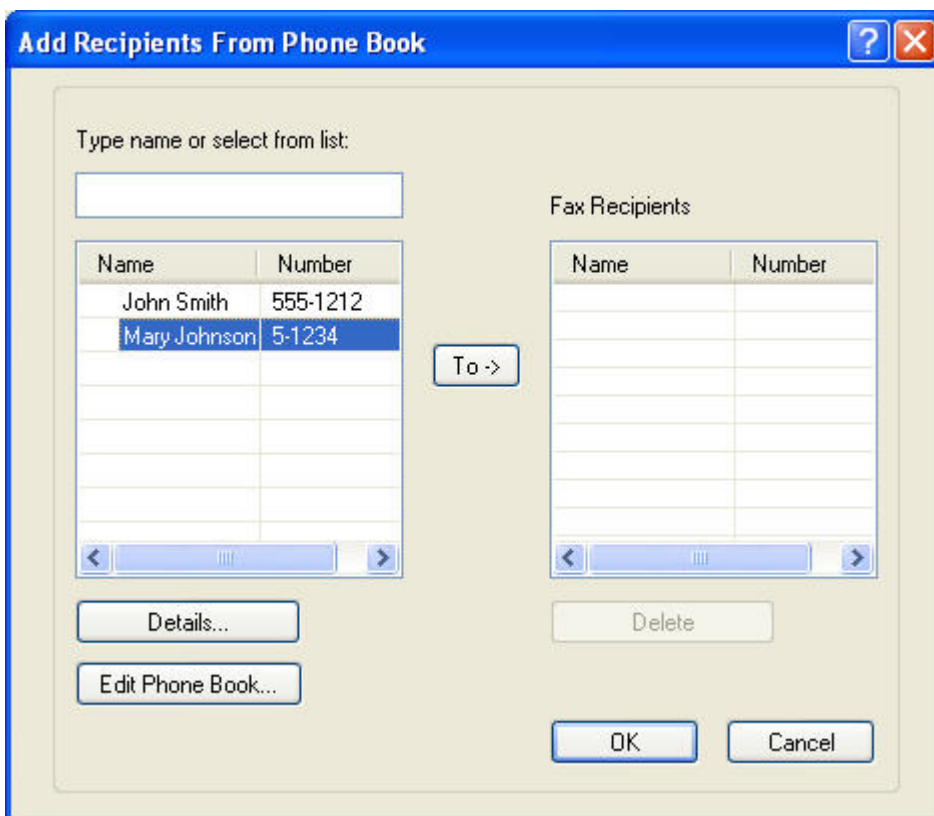 Add Recipients From Phone Book
Type name or select from list:
Fax Recipients
Name Number
John Smith 555-1212
Mary Johnson 5-1234
To ->
Name Number
Details...
Edit Phone Book...
Delete
OK Cancel